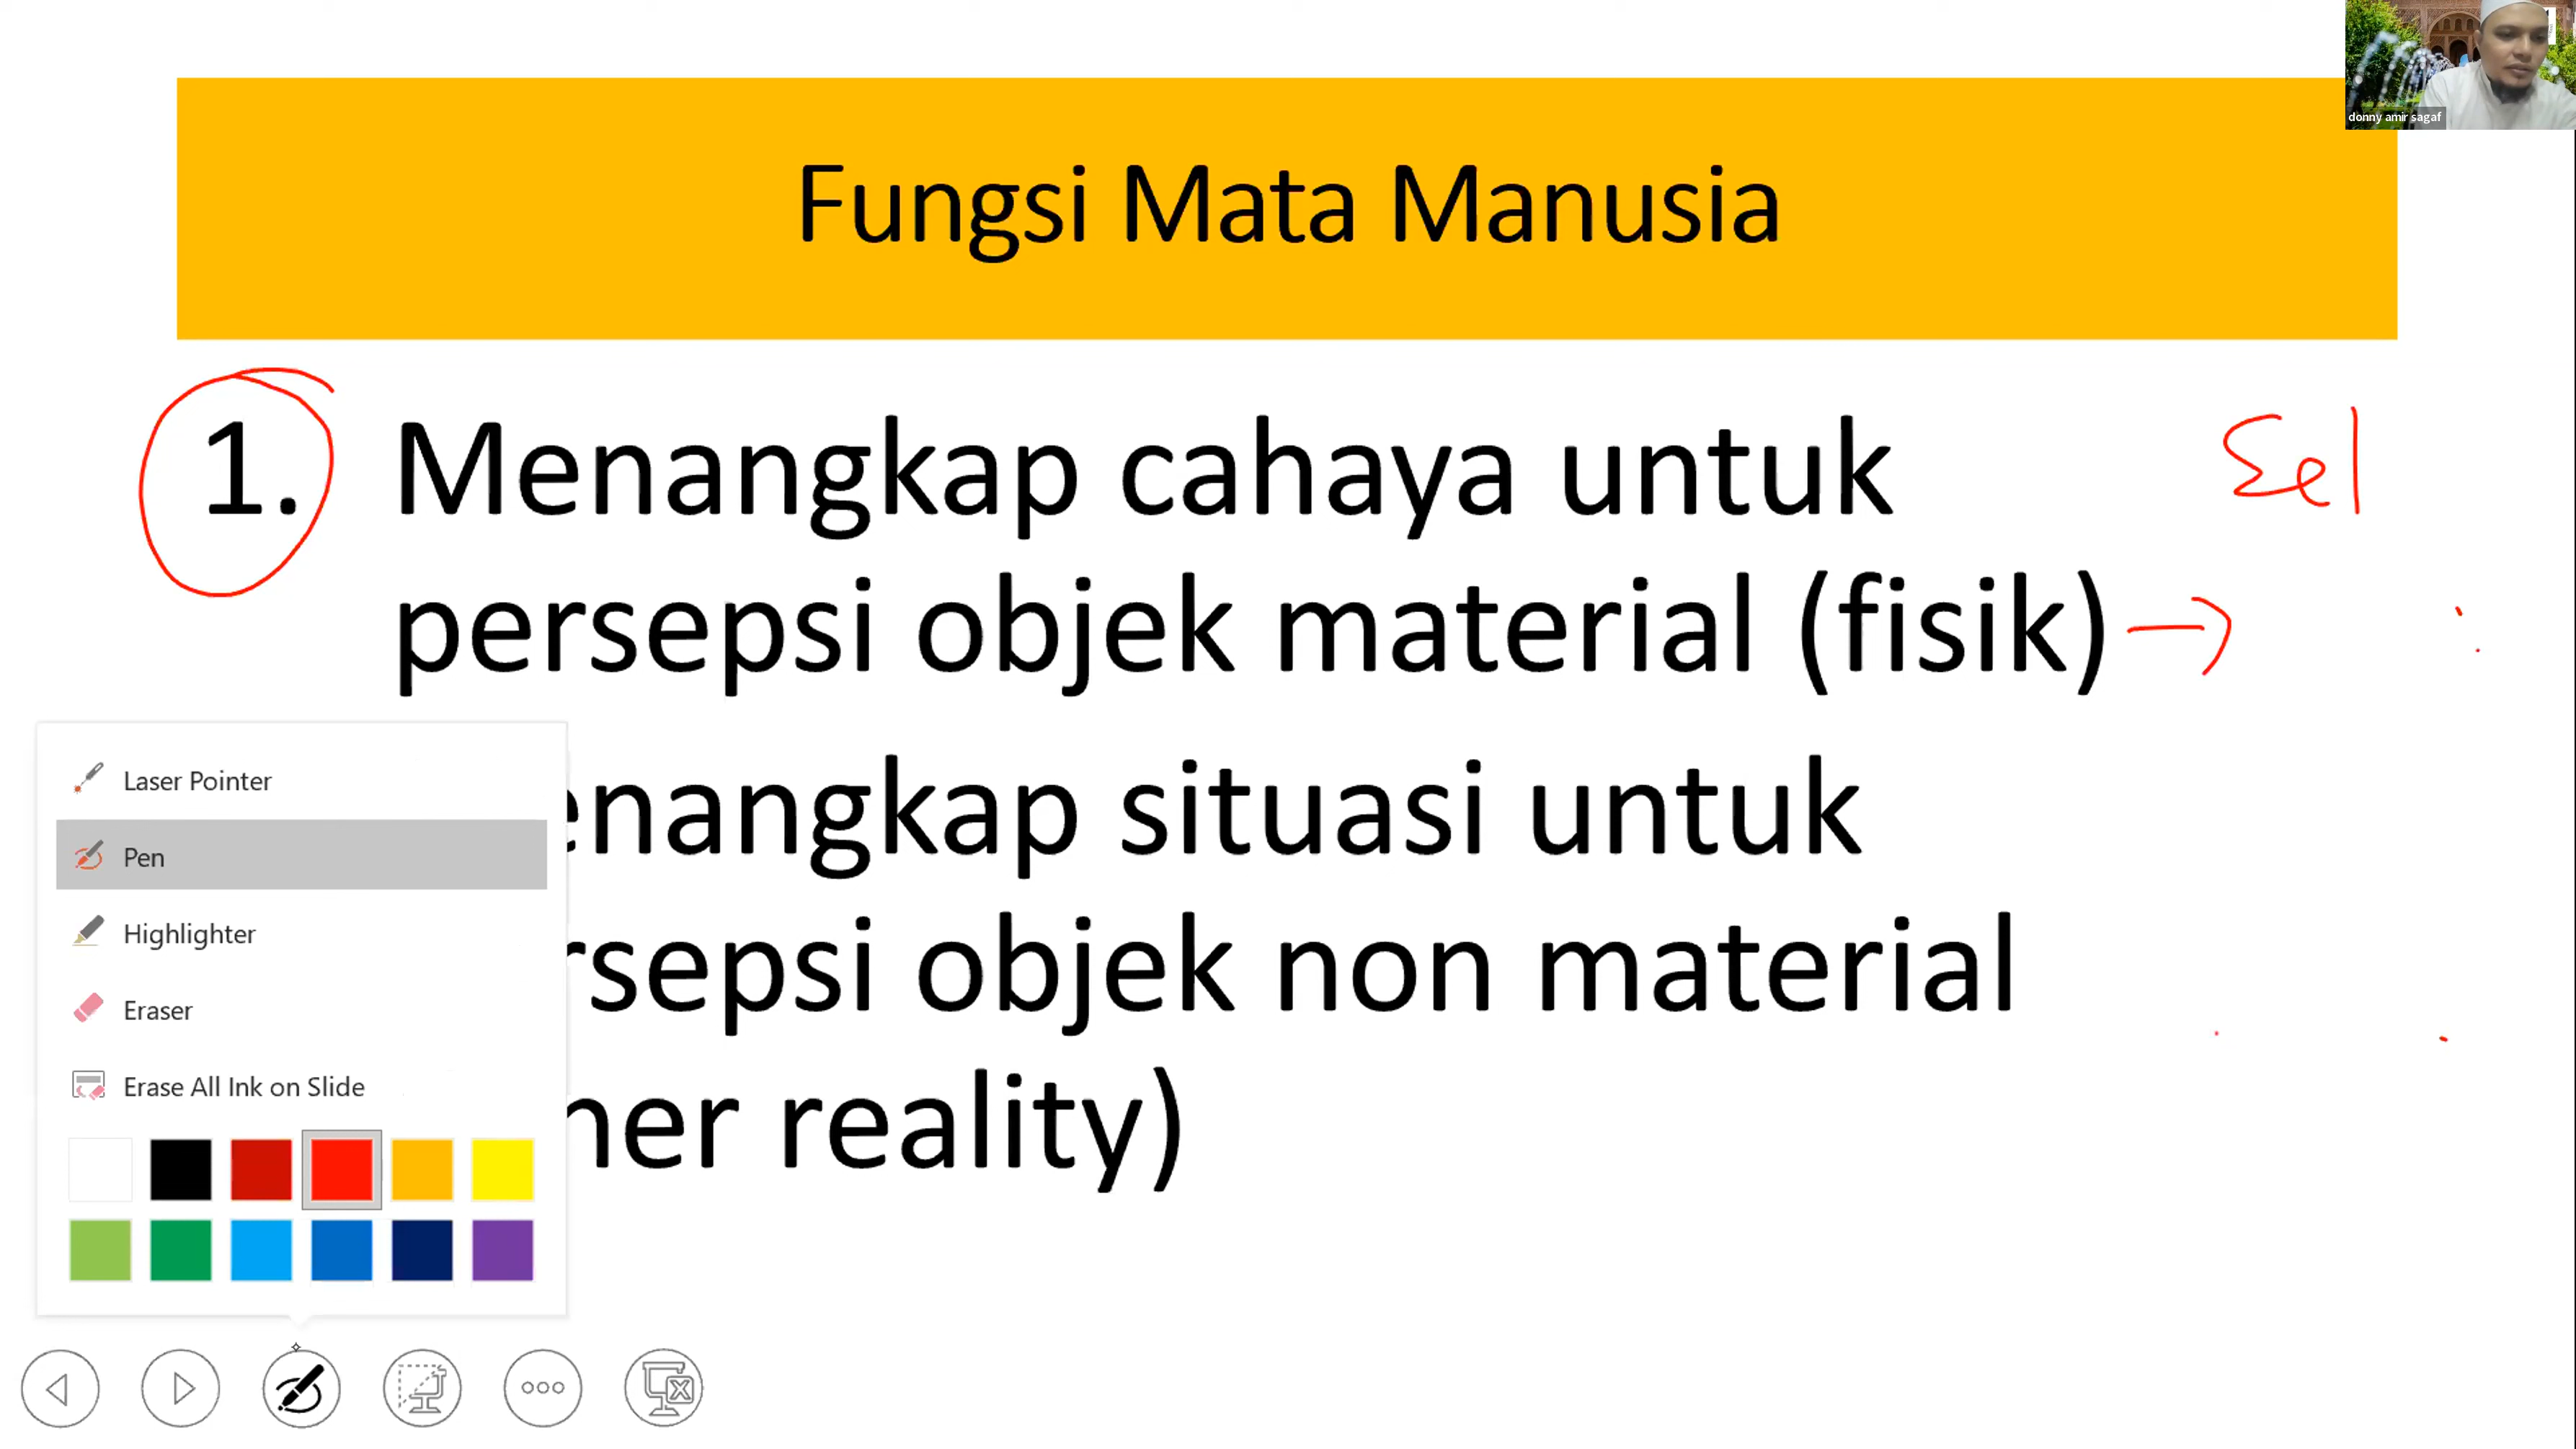 donny amir sagaf
Fungsi Mata Manusia
1. Menangkap cahaya untuk
persepsi objek material (fisik) →
Sel
enangkap situasi untuk
rsepsi objek non material
ner reality)
Laser Pointer
Pen
Highlighter
Eraser
Erase All Ink on Slide